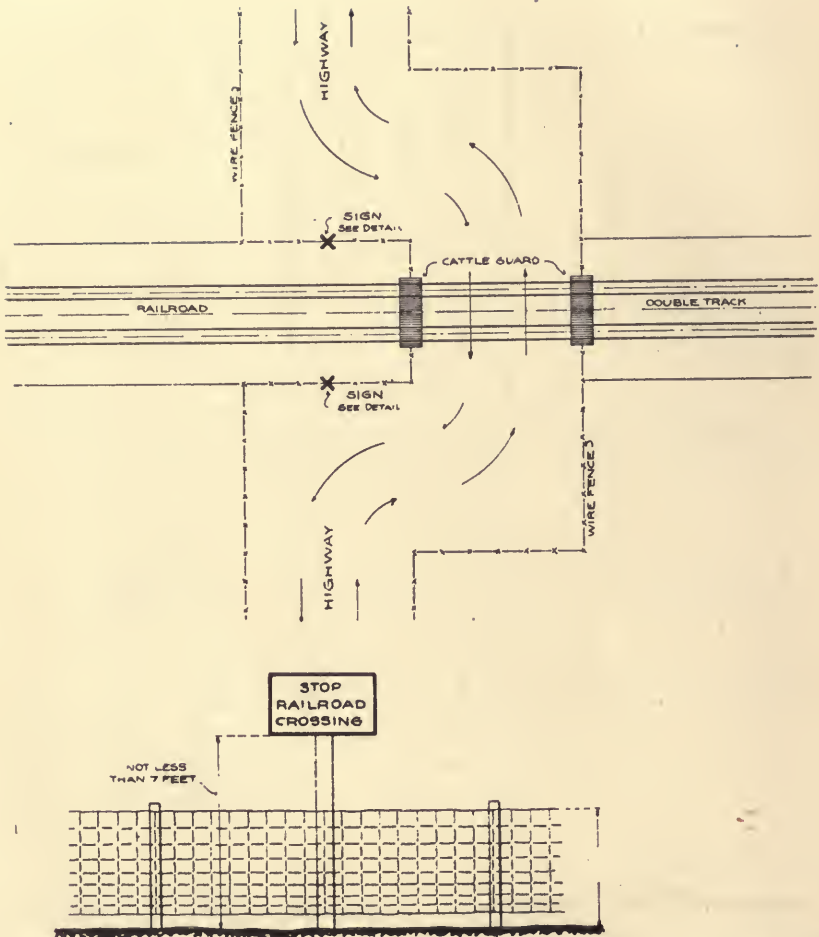 HIGHWAY
WIRE FENCE
SIGN
SEE DETAIL
CATTLE GUARD
RAILROAD
DOUBLE TRACK
SIGN
SEE DETAIL
WIRE FENCE
HIGHWAY
STOP
RAILROAD
CROSSING
NOT LESS
THAN 7 FEET